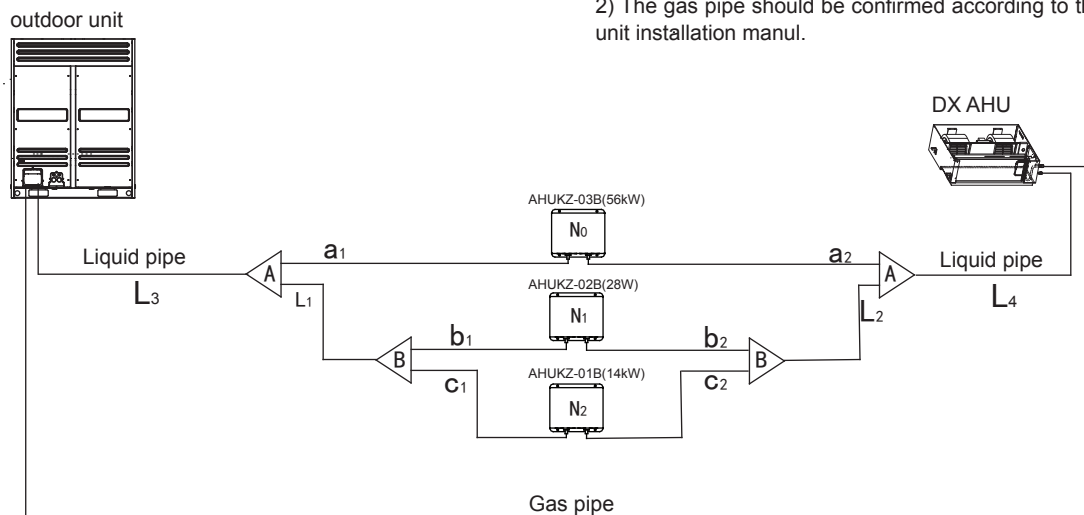 2) The gas pipe should be confirmed according to
unit installation manul.
outdoor unit
DX AHU
AHUKZ-03B(56kW)
N0
Liquid pipe
a1
a2
Liquid pipe
A
A
L3
L1
AHUKZ-02B(28W)
N1
L2
L4
b1
b2
B
B
c1
AHUKZ-01B(14kW)
c2
N2
Gas pipe